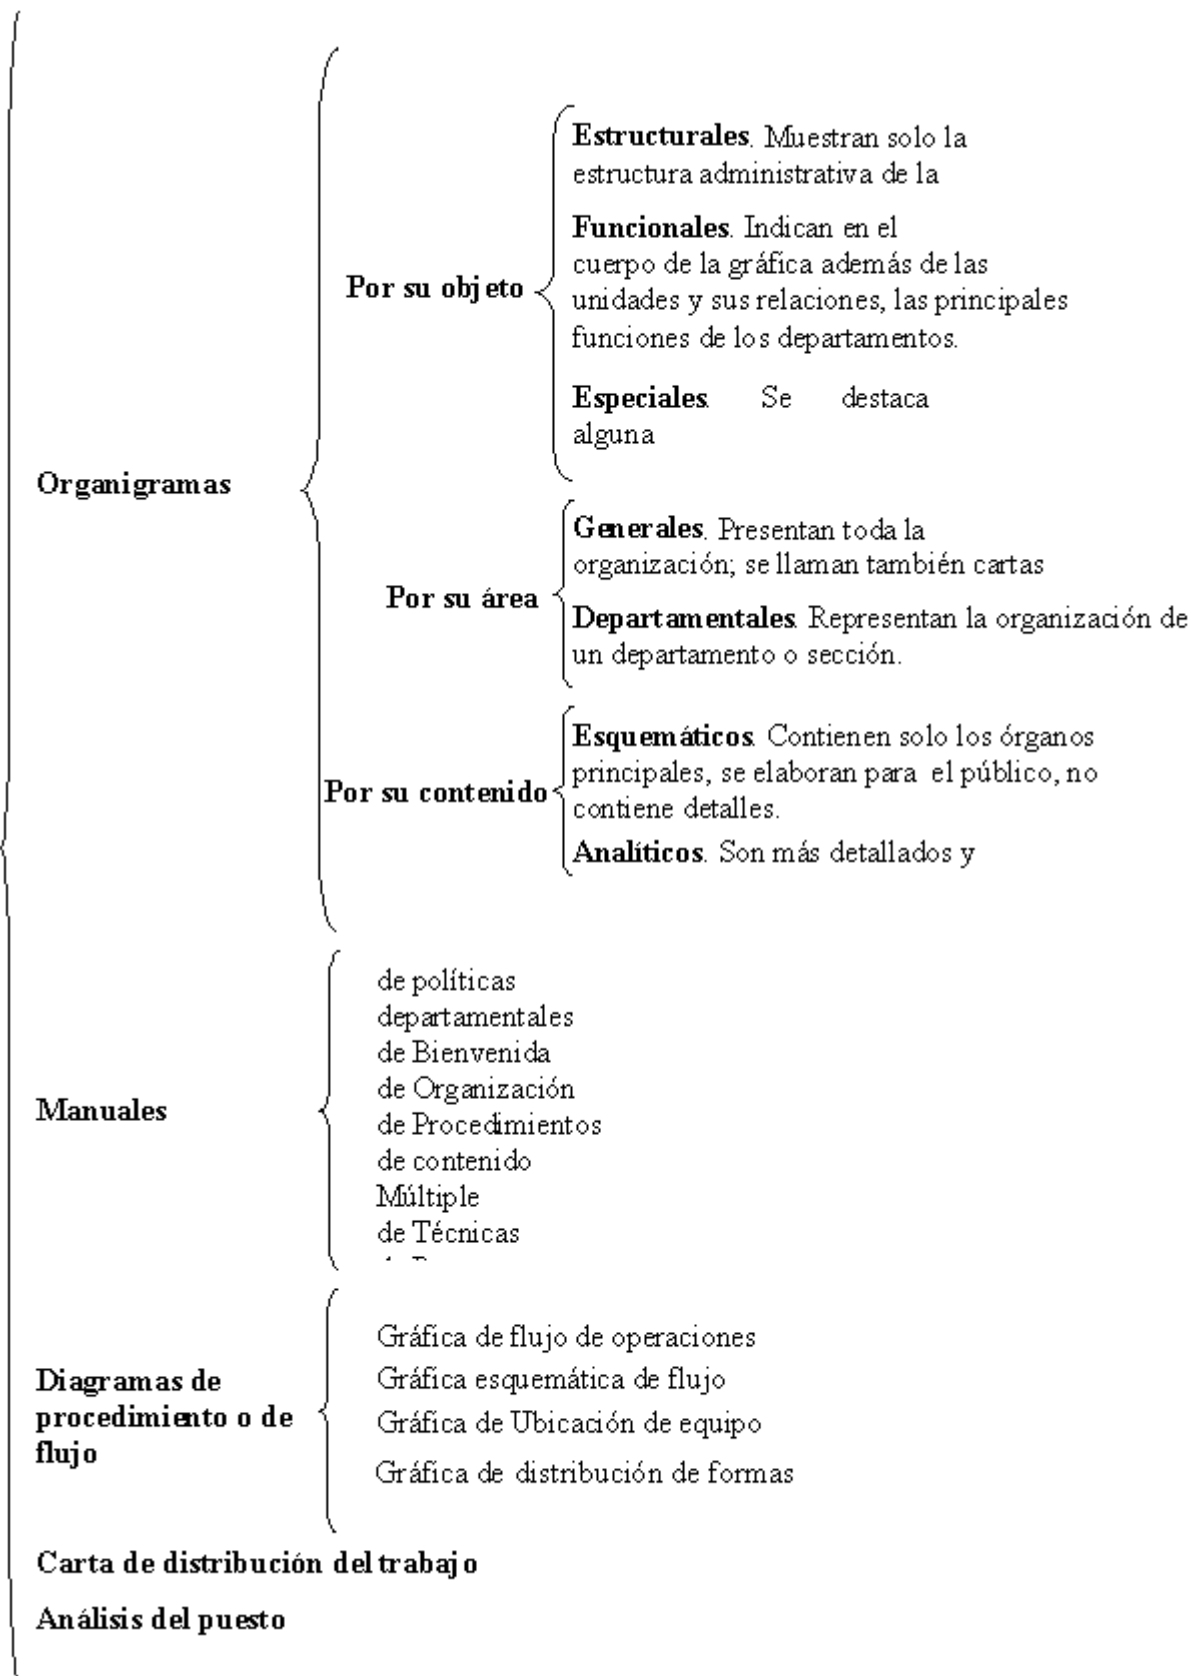 Organigramas
Por su objeto
Estructurales. Muestran solo la
estructura administrativa de la
Funcionales. Indican en el
cuerpo de la gráfica además de las
unidades y sus relaciones, las principales
funciones de los departamentos.
Especiales. Se destaca
alguna
Por su área
Generales. Presentan toda la
organización; se llaman también cartas
Departamentales. Representan la organización de
un departamento o sección.
Por su contenido
Esquemáticos. Contienen solo los órganos
principales, se elaboran para el público, no
contiene detalles.
Analíticos. Son más detallados y
Manuales
de políticas
departamentales
de Bienvenida
de Organización
de Procedimientos
de contenido
Múltiple
de Técnicas
Diagramas de
procedimiento o de
flujo
Gráfica de flujo de operaciones
Gráfica esquemática de flujo
Gráfica de Ubicación de equipo
Gráfica de distribución de formas
Carta de distribución del trabajo
Análisis del puesto